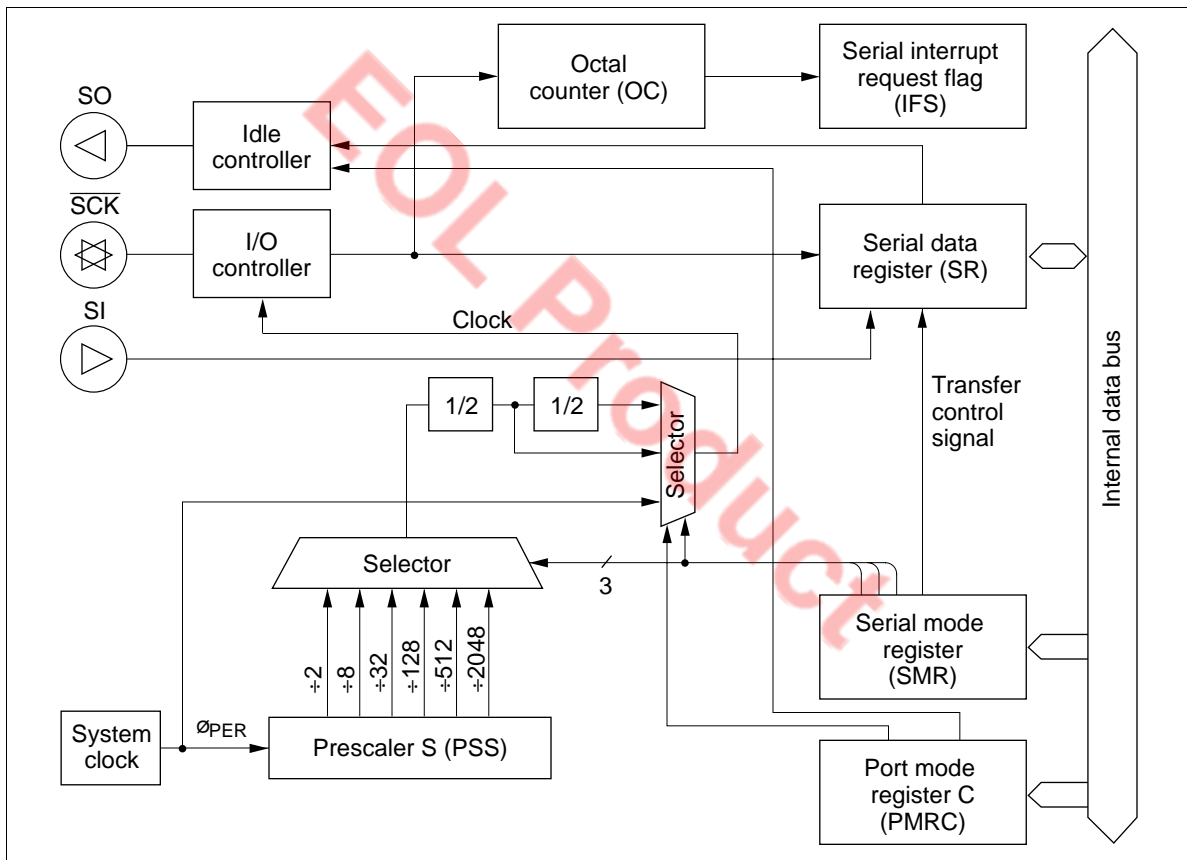 Octal
counter (OC)
Serial interrupt
request flag
(IFS)
SO
Idle
controller
SCK
I/O
controller
Serial data
register (SR)
SI
Clock
Transfer
control
signal
1/2
1/2
Selector
Internal data bus
Selector
3
÷2
÷8
÷32
÷128
÷512
÷2048
Serial mode
register
(SMR)
System
clock
ØPER
Prescaler S (PSS)
Port mode
register C
(PMRC)
EOL Product